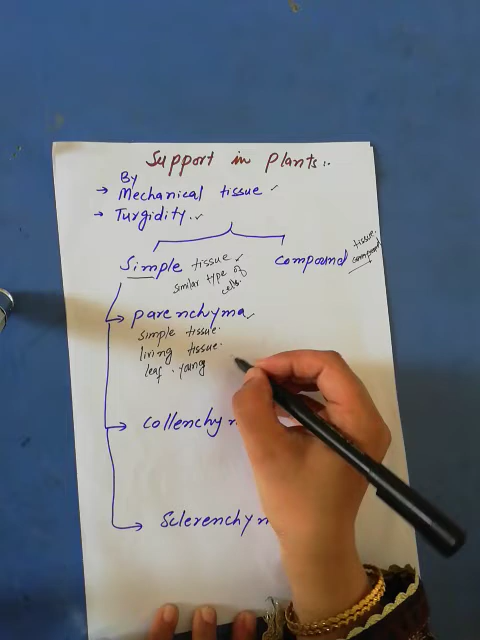 Support in Plants:.
By
→ Mechanical tissue ✓
→ Turgidity. ✓
Simple tissue ✓
similar type of
cells.
compound
tissue.
compound
parenchyma ✓
simple tissue.
living tissue.
leaf . young
Collenchy
Sclerenchy